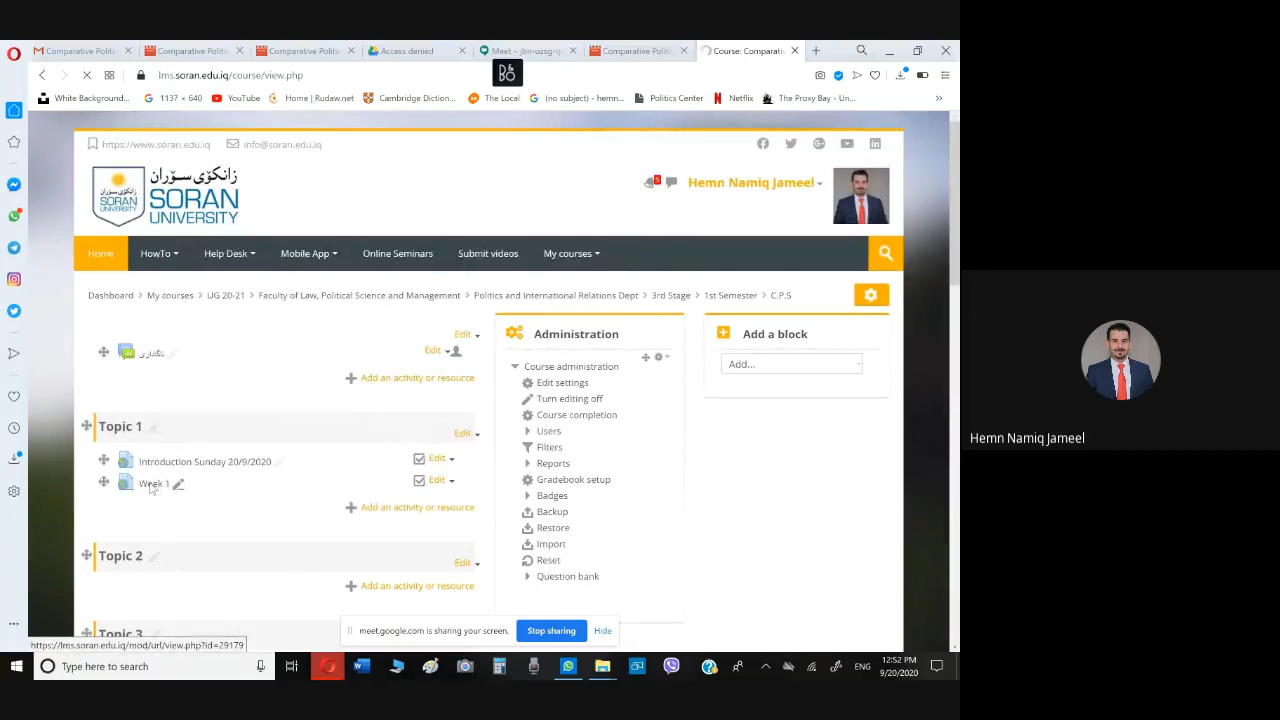 Comparative Politic
Comparative Politi
Comparative Politi
Access denied
Meet – jbn-uzsg-q
Comparative Politi
Course: Comparati
lms.soran.edu.iq/course/view.php
B&O
White Background...
1137 × 640
YouTube
Home | Rudaw.net
Cambridge Diction...
The Local
(no subject) - hemn...
Politics Center
Netflix
The Proxy Bay - Un...
»
https://www.soran.edu.iq
info@soran.edu.iq
زانکۆی سۆران
SORAN
UNIVERSITY
5
Hemn Namiq Jameel
Home
HowTo
Help Desk
Mobile App
Online Seminars
Submit videos
My courses
Dashboard > My courses > UG 20-21 > Faculty of Law, Political Science and Management > Politics and International Relations Dept > 3rd Stage > 1st Semester > C.P.S
Edit
ئاگاداری
Edit
Add an activity or resource
Topic 1
Edit
Introduction Sunday 20/9/2020
Edit
Week 1
Edit
Add an activity or resource
Topic 2
Edit
Add an activity or resource
Topic 3
Administration
Course administration
Edit settings
Turn editing off
Course completion
Users
Filters
Reports
Gradebook setup
Badges
Backup
Restore
Import
Reset
Question bank
Add a block
Add...
meet.google.com is sharing your screen.
Stop sharing
Hide
https://lms.soran.edu.iq/mod/url/view.php?id=29179
Type here to search
ENG
12:52 PM
9/20/2020
Hemn Namiq Jameel